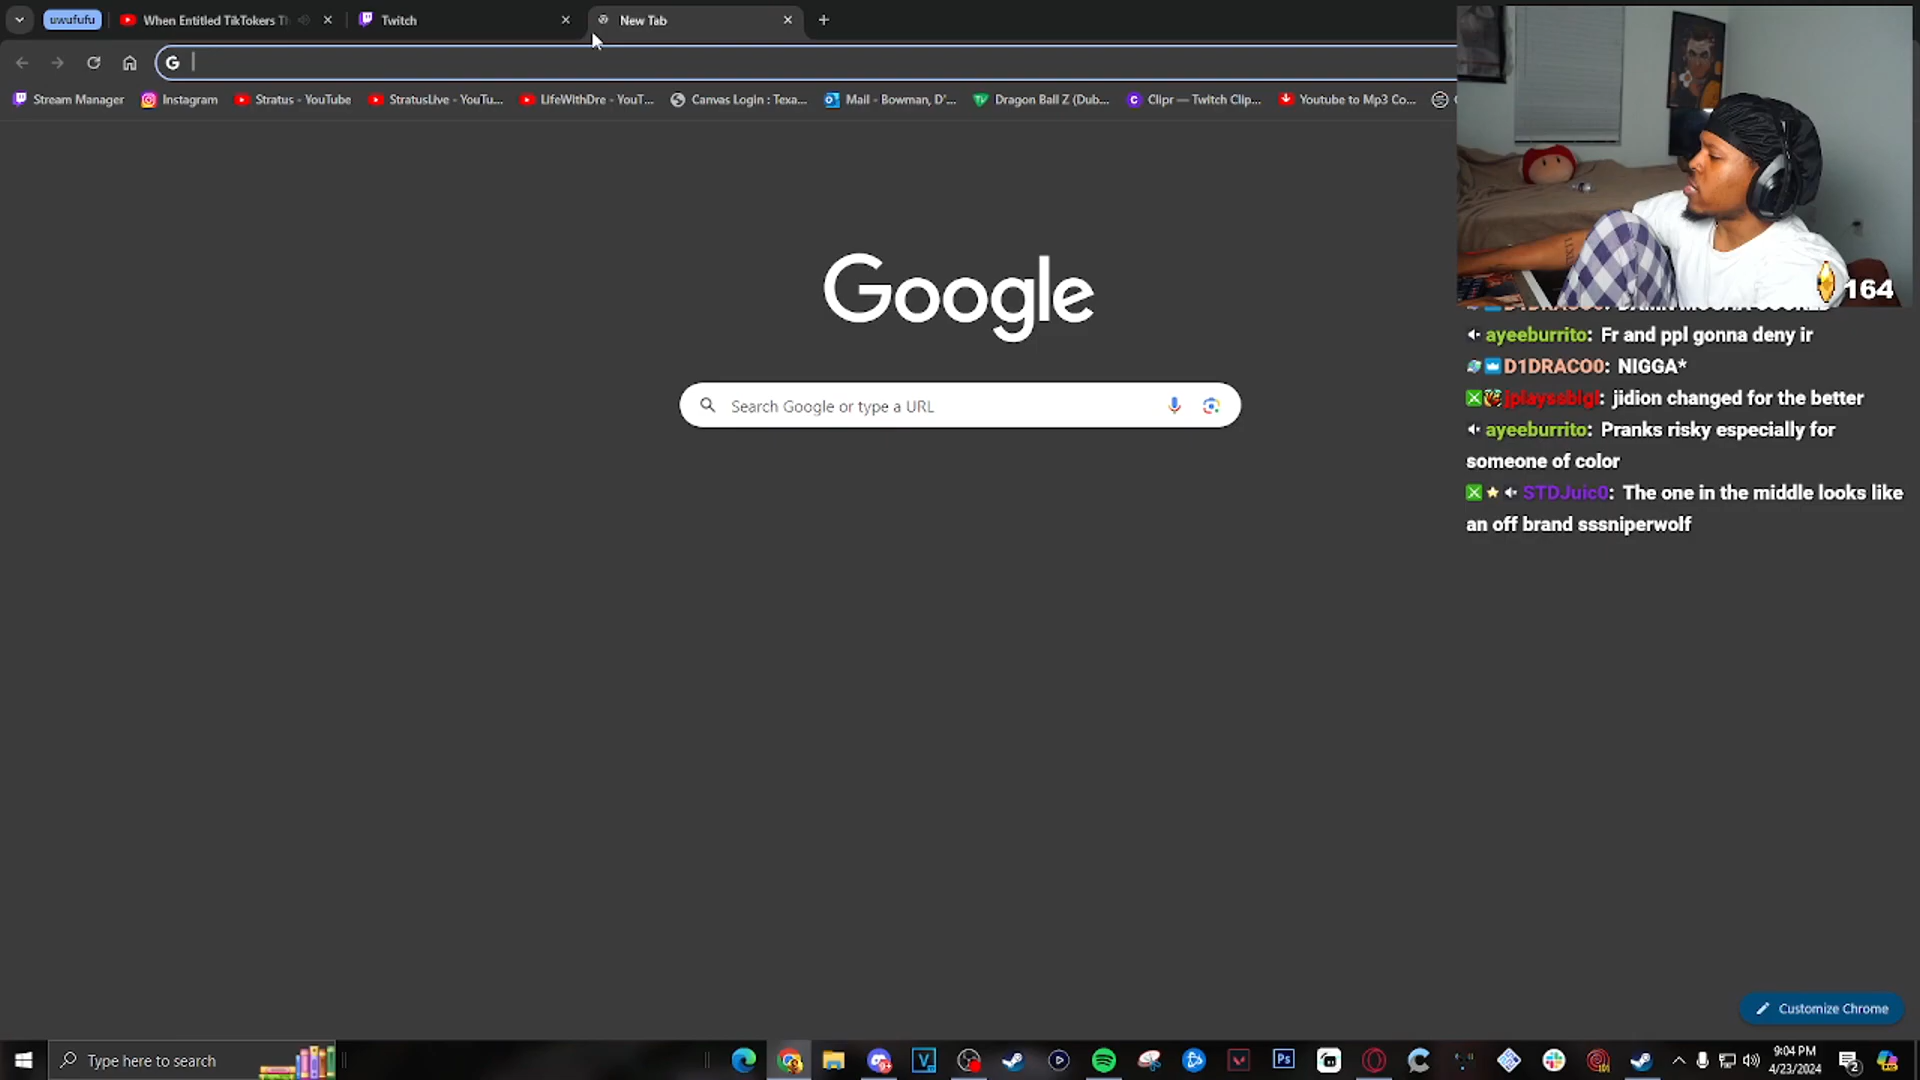 uwufufu
When Entitled TikTokers Th
Twitch
New Tab
Stream Manager
Instagram
Stratus - YouTube
StratusLive - YouTu...
LifeWithDre - YouT...
Canvas Login : Texa...
Mail - Bowman, D'...
Dragon Ball Z (Dub...
Clipr — Twitch Clip...
Youtube to Mp3 Co...
Google
Search Google or type a URL
164
ayeeburrito: Fr and ppl gonna deny ir
D1DRACO0: NIGGA*
jplayssbigl: jidion changed for the better
ayeeburrito: Pranks risky especially for
someone of color
STDJuic0: The one in the middle looks like
an off brand sssniperwolf
Customize Chrome
Type here to search
9:04 PM
4/23/2024